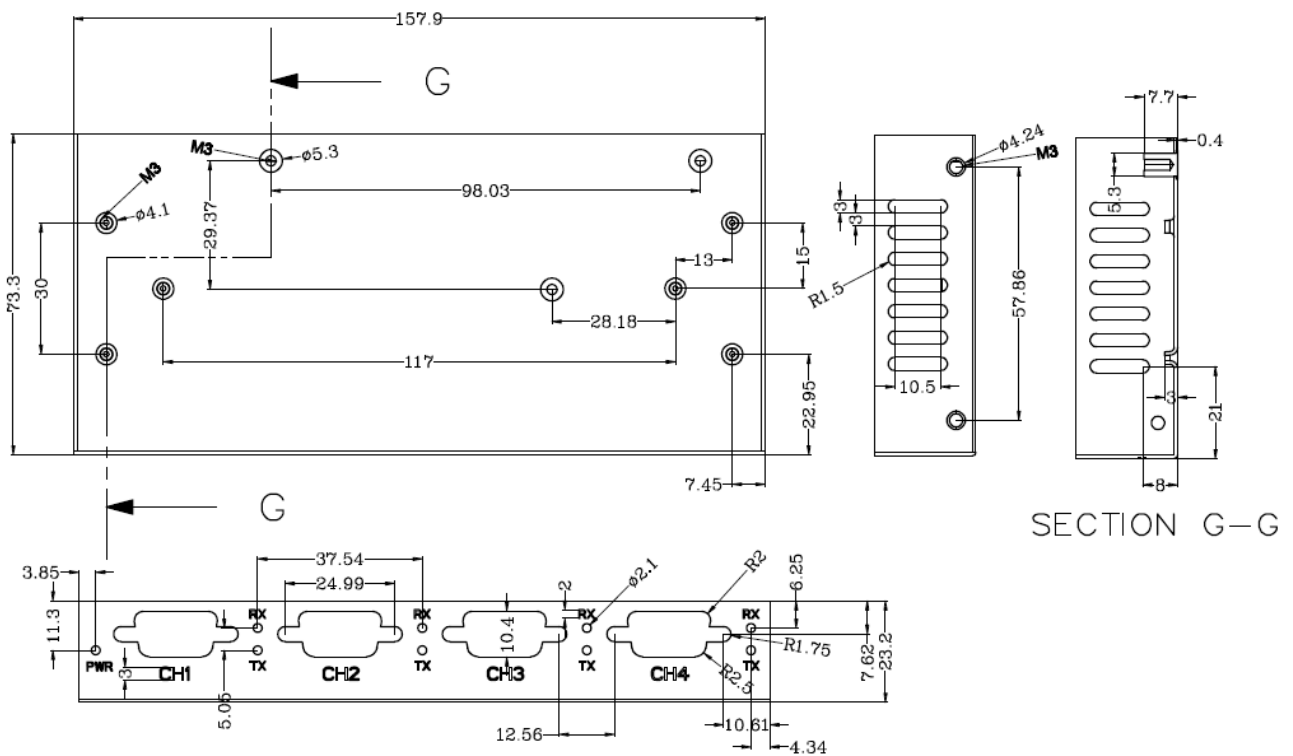 157.9
G
M3
ø5.3
M3
ø4.1
98.03
29.37
30
73.3
13
15
28.18
117
22.95
7.45
G
ø4.24
M3
3
3
R1.5
10.5
57.86
7.7
0.4
5.3
3
21
8
SECTION G-G
3.85
37.54
24.99
ø2.1
2
R2
6.25
11.3
RX
RX
RX
RX
10.4
PWR
TX
TX
TX
TX
R1.75
7.62
23.2
3
CH1
CH2
CH3
CH4
R2.5
5.05
12.56
10.61
4.34